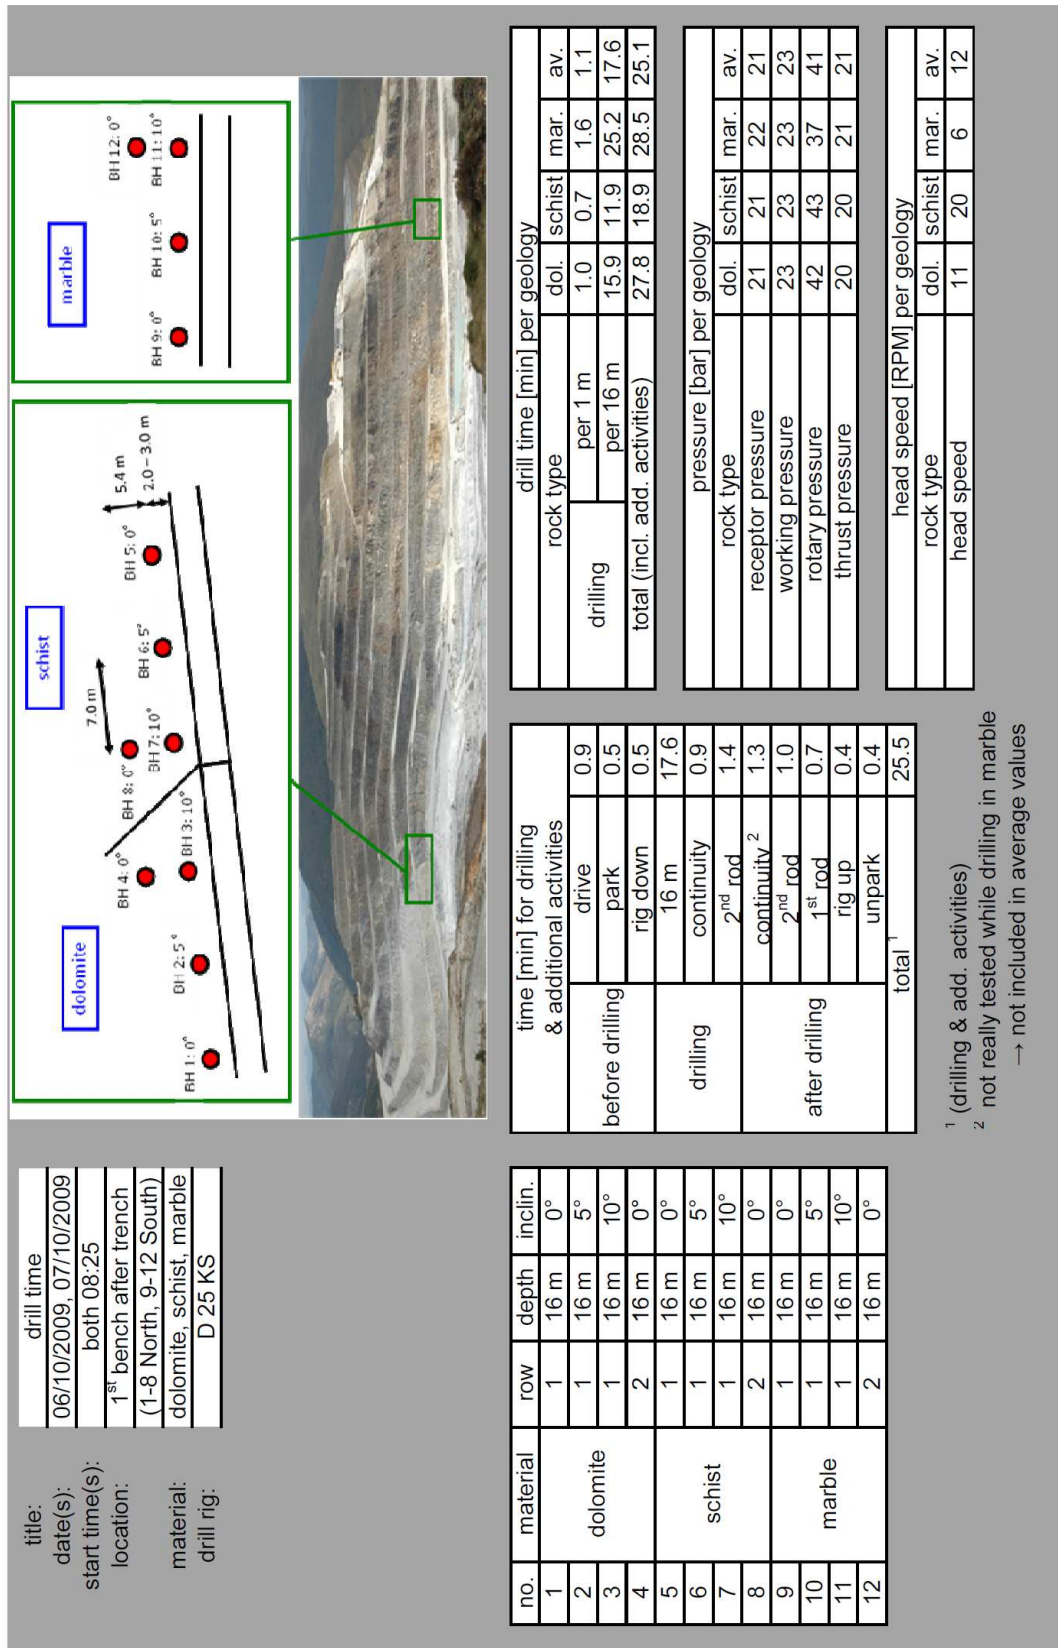 title: drill time
date(s): 06/10/2009, 07/10/2009
start time(s): both 08:25
location: 1st bench after trench
(1-8 North, 9-12 South)
material: dolomite, schist, marble
drill rig: D 25 KS
dolomite
schist
marble
BH 1: 0°
BH 2: 5°
BH 3: 10°
BH 4: 0°
BH 8: 0°
BH 7: 10°
BH 6: 5°
BH 5: 0°
7.0 m
5.4 m
2.0 – 3.0 m
BH 9: 0°
BH 10: 5°
BH 11: 10°
BH 12: 0°
no. material row depth inclin.
1 dolomite 1 16 m 0°
2 1 16 m 5°
3 1 16 m 10°
4 2 16 m 0°
5 schist 1 16 m 0°
6 1 16 m 5°
7 1 16 m 10°
8 2 16 m 0°
9 marble 1 16 m 0°
10 1 16 m 5°
11 1 16 m 10°
12 2 16 m 0°
time [min] for drilling
& additional activities
before drilling drive 0.9
park 0.5
rig down 0.5
drilling 16 m 17.6
continuity 0.9
2nd rod 1.4
after drilling continuity 2 1.3
2nd rod 1.0
1st rod 0.7
rig up 0.4
unpark 0.4
total 1 25.5
1 (drilling & add. activities)
2 not really tested while drilling in marble
→ not included in average values
drill time [min] per geology
rock type dol. schist mar. av.
drilling per 1 m 1.0 0.7 1.6 1.1
per 16 m 15.9 11.9 25.2 17.6
total (incl. add. activities) 27.8 18.9 28.5 25.1
pressure [bar] per geology
rock type dol. schist mar. av.
receptor pressure 21 21 22 21
working pressure 23 23 23 23
rotary pressure 42 43 37 41
thrust pressure 20 20 21 21
head speed [RPM] per geology
rock type dol. schist mar. av.
head speed 11 20 6 12